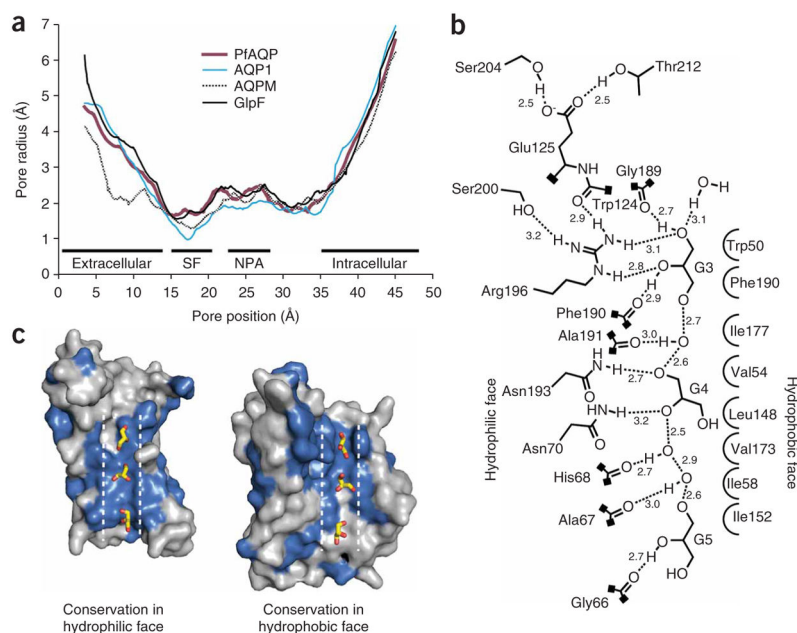 a
7
6
5
4
3
2
1
0
Pore radius (Å)
PfAQP
AQP1
AQPM
GlpF
Extracellular
SF
NPA
Intracellular
0 5 10 15 20 25 30 35 40 45 50
Pore position (Å)
b
Ser204
O
H
2.5
O-
O
H
O
Thr212
2.5
Glu125
NH
O
Trp124
Gly189
O
2.7
H
O
H
H
O
3.1
Ser200
HO
3.2
2.9
H
N
H
N
H
3.1
O
N
H
2.8
O
H
Arg196
G3
Phe190
O
2.9
O
2.7
Ala191
O
3.0
H
O
2.6
H
N
H
2.7
O
Asn193
O
G4
OH
NH
H
3.2
O
Asn70
O
2.5
His68
O
2.7
H
O
2.9
Ala67
O
3.0
H
O
2.6
O
G5
O
H
HO
2.7
O
Gly66
Trp50
Phe190
Ile177
Val54
Leu148
Val173
Ile58
Ile152
Hydrophilic face
Hydrophobic face
c
Conservation in
hydrophilic face
Conservation in
hydrophobic face